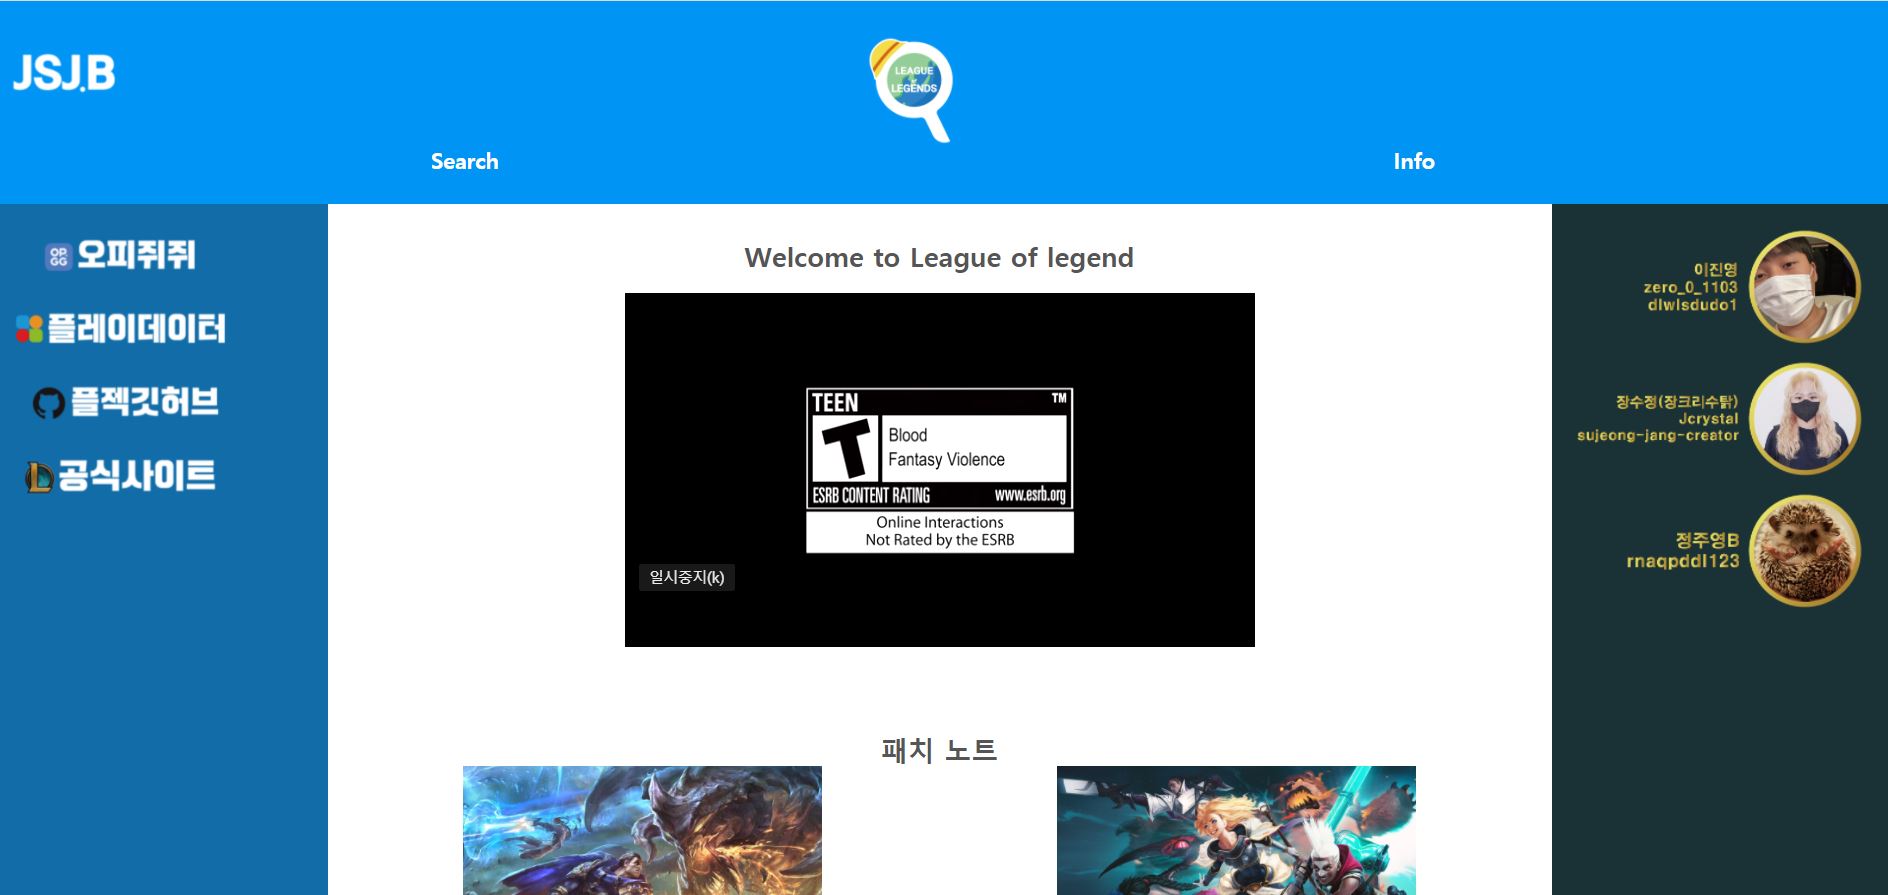 JSJ.B
LEAGUE
LEGENDS
Search
Info
OP.
GG
오피쥐쥐
플레이데이터
플젝깃허브
공식사이트
Welcome to League of legend
TEEN
TM
T
Blood
Fantasy Violence
ESRB CONTENT RATING
www.esrb.org
Online Interactions
Not Rated by the ESRB
일시중지(k)
패치 노트
이진영
zero_0_1103
dlwlsdudo1
장수정(장크리수탉)
Jcrystal
sujeong-jang-creator
정주영B
rnaqpddl123